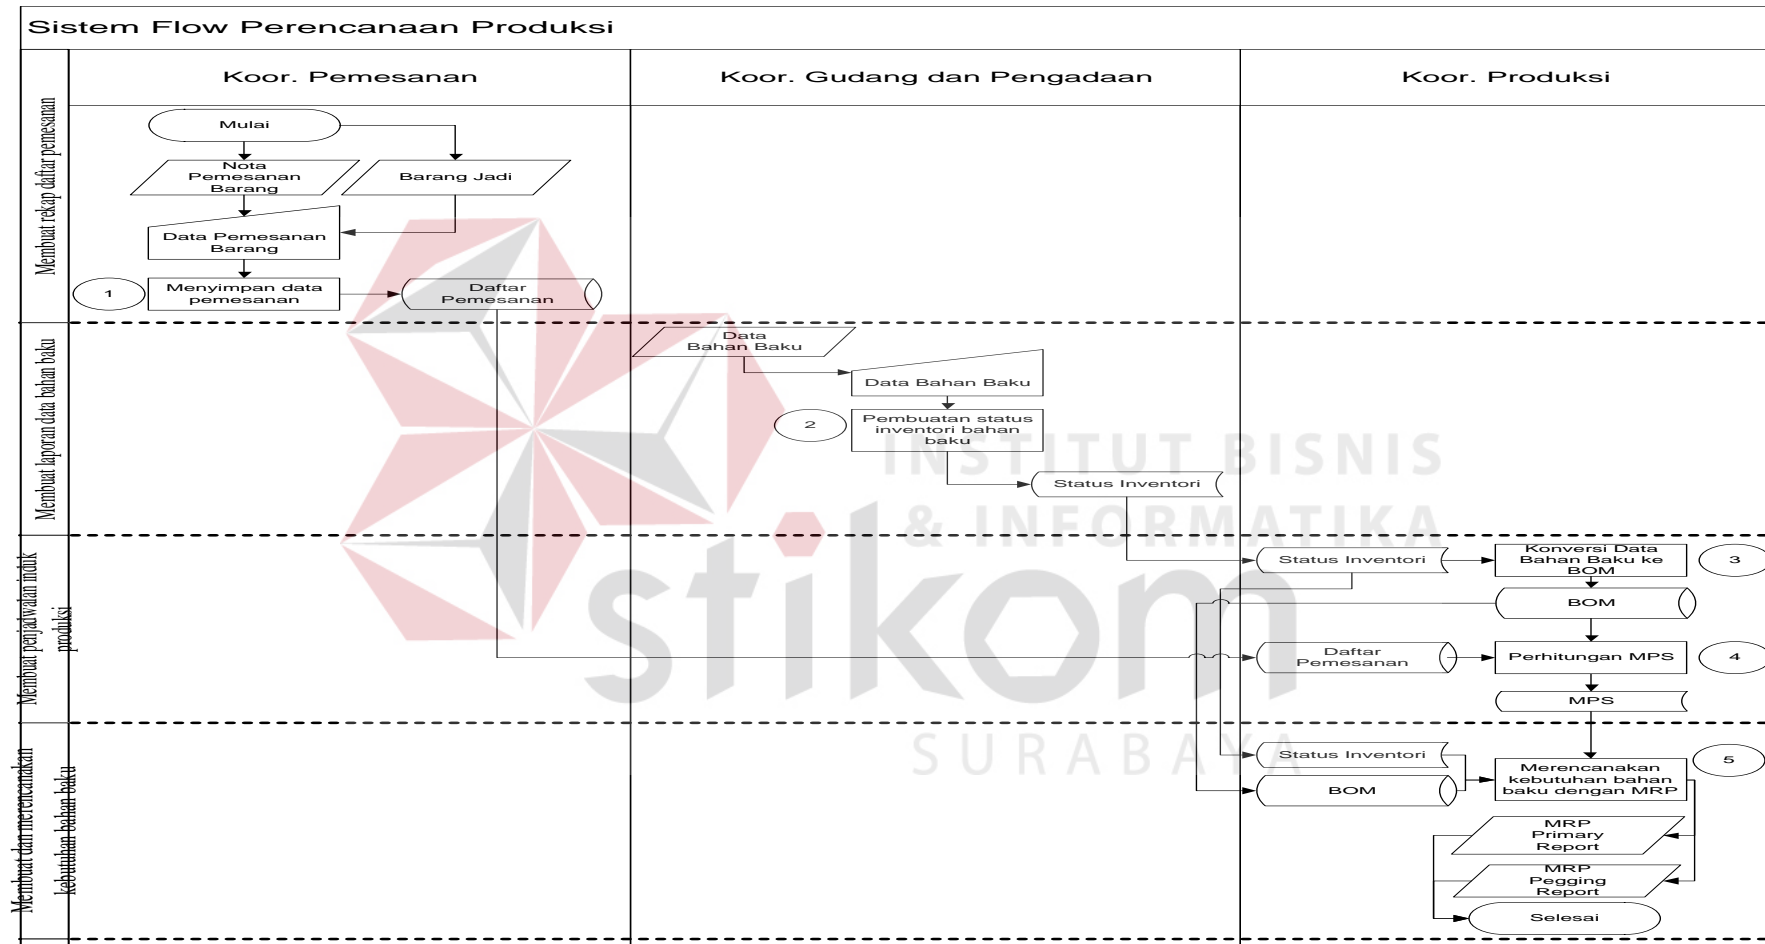 Sistem Flow Perencanaan Produksi
Koor. Pemesanan
Koor. Gudang dan Pengadaan
Koor. Produksi
Membuat rekap daftar pemesanan
Mulai
Nota
Pemesanan
Barang
Barang Jadi
Data Pemesanan
Barang
1
Menyimpan data
pemesanan
Daftar
Pemesanan
Membuat laporan data bahan baku
Data
Bahan Baku
Data Bahan Baku
2
Pembuatan status
inventori bahan
baku
Status Inventori
Membuat penjadwalan induk
produksi
Status Inventori
Konversi Data
Bahan Baku ke
BOM
3
BOM
Daftar
Pemesanan
Perhitungan MPS
4
MPS
Membuat dan merencanakan
kebutuhan bahan baku
Status Inventori
BOM
Merencanakan
kebutuhan bahan
baku dengan MRP
5
MRP
Primary
Report
MRP
Pegging
Report
Selesai
INSTITUT BISNIS
& INFORMATIKA
stikom
SURABAYA